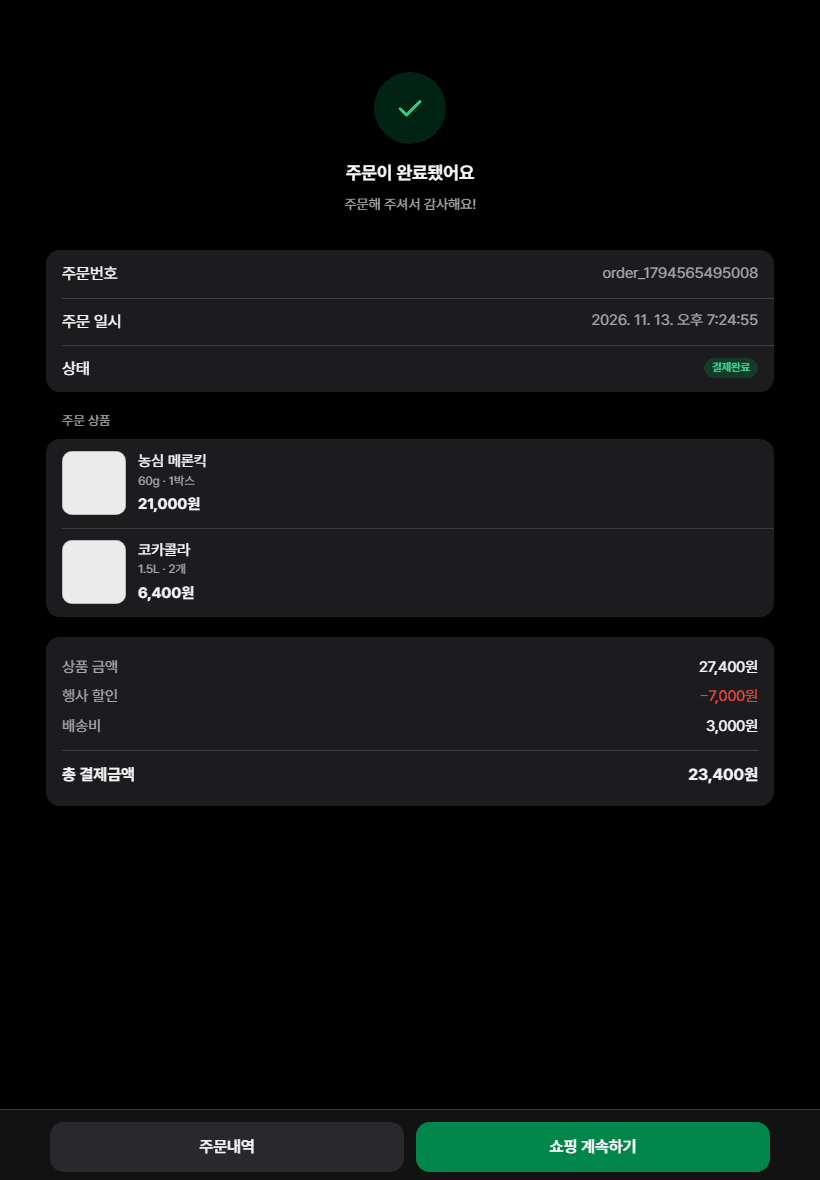 주문이 완료됐어요
주문해 주셔서 감사해요!
주문번호 order_1794565495008
주문 일시 2026. 11. 13. 오후 7:24:55
상태 결제완료
주문 상품
농심 메론킥
60g · 1박스
21,000원
코카콜라
1.5L · 2개
6,400원
상품 금액 27,400원
행사 할인 −7,000원
배송비 3,000원
총 결제금액 23,400원
주문내역 쇼핑 계속하기